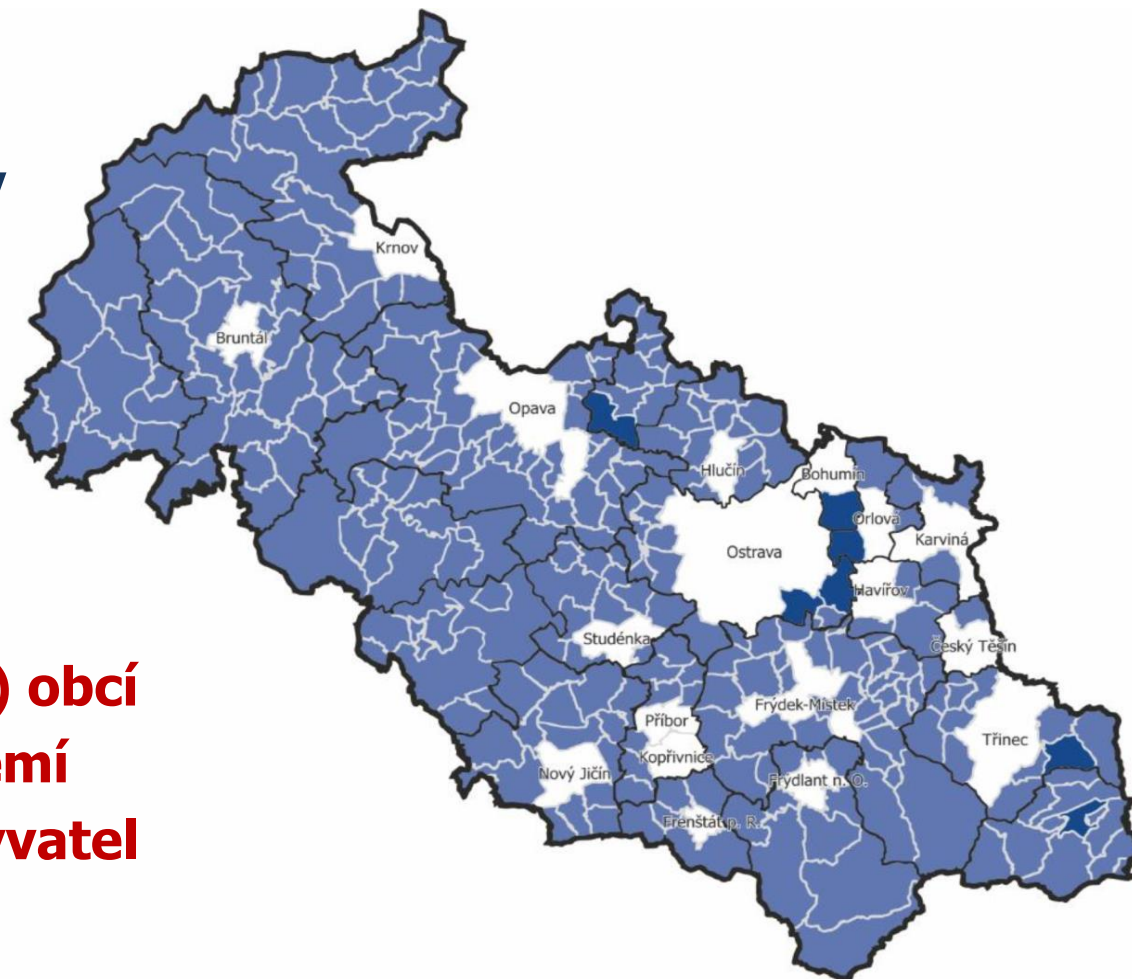 y
Krnov
Bruntál
Opava
Hlučín
Bohumín
Orlová
Karviná
Ostrava
Havířov
Studénka
Český Těšín
) obcí
Frýdek-Místek
Příbor
Třinec
emí
Kopřivnice
Nový Jičín
Frýdlant n. O.
Frenštát p. R.
yvatel